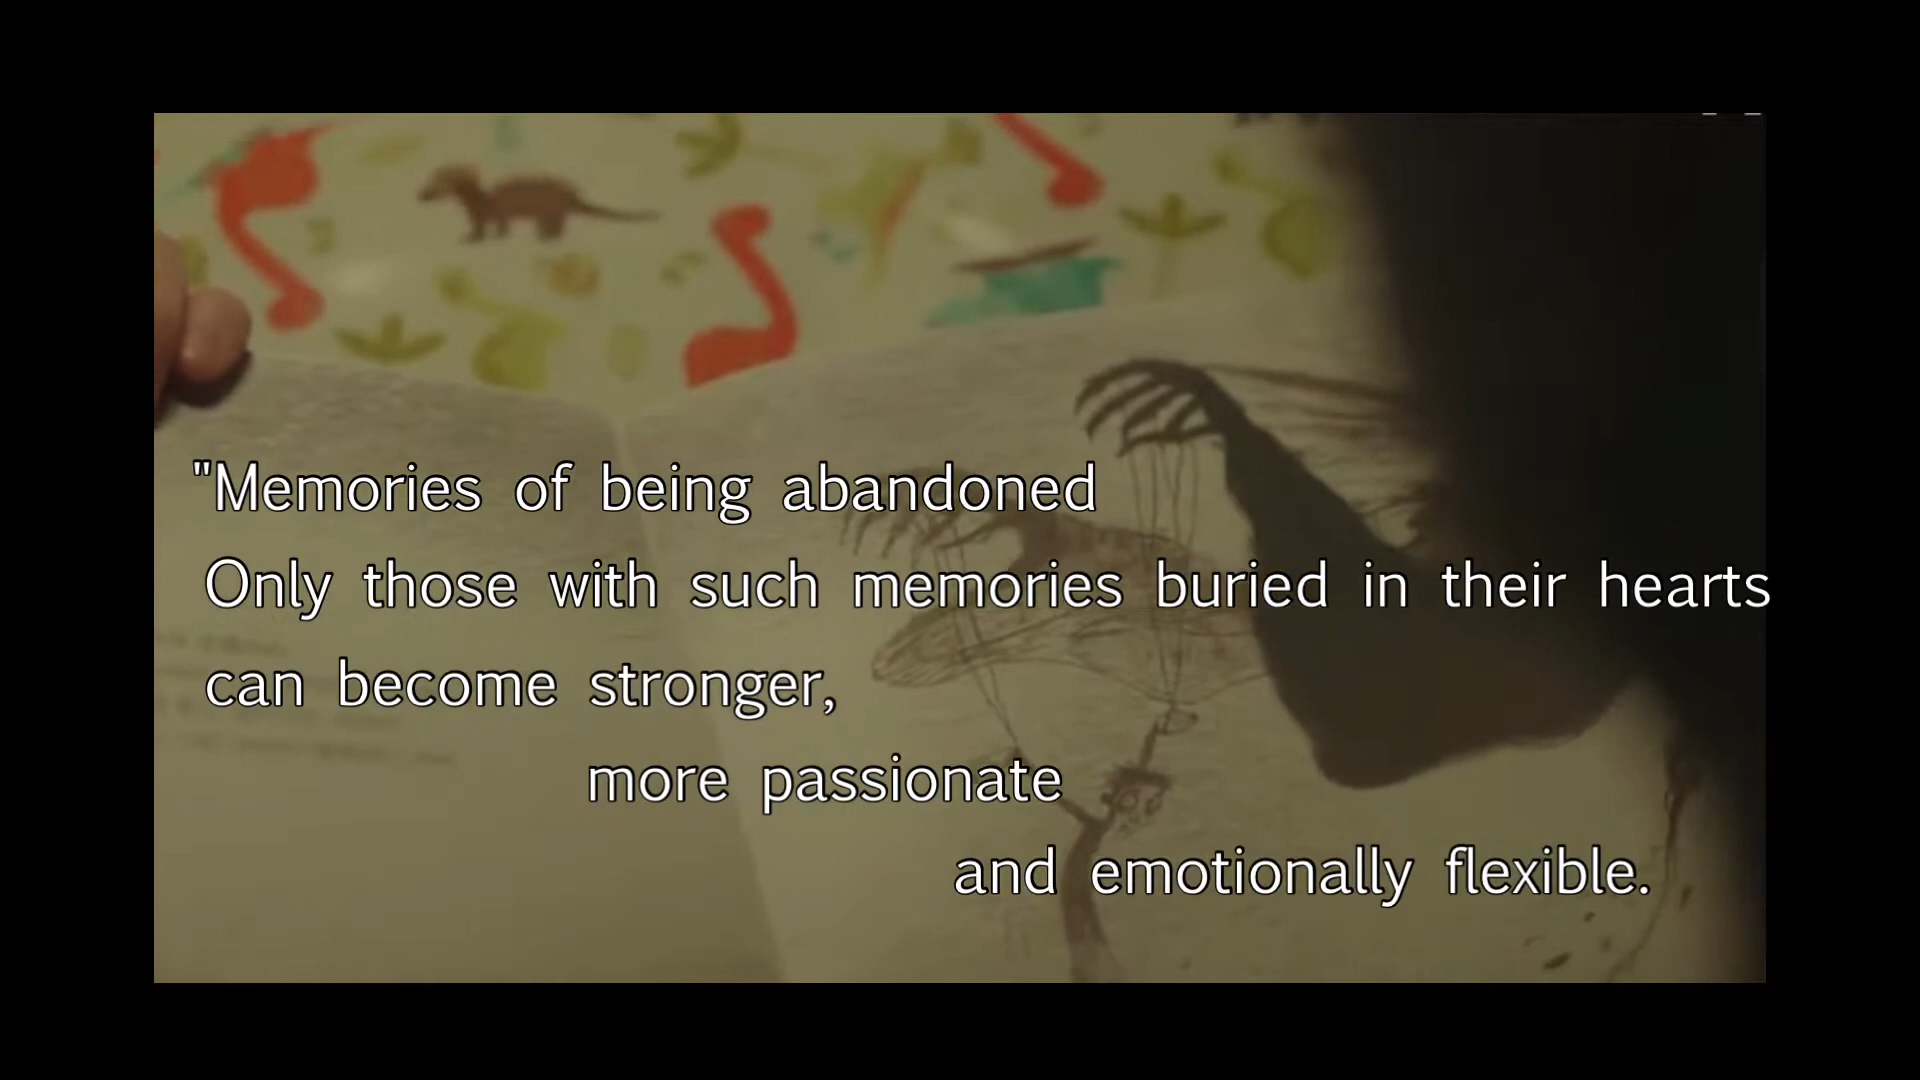 "Memories of being abandoned
Only those with such memories buried in their hearts
can become stronger,
more passionate
and emotionally flexible.